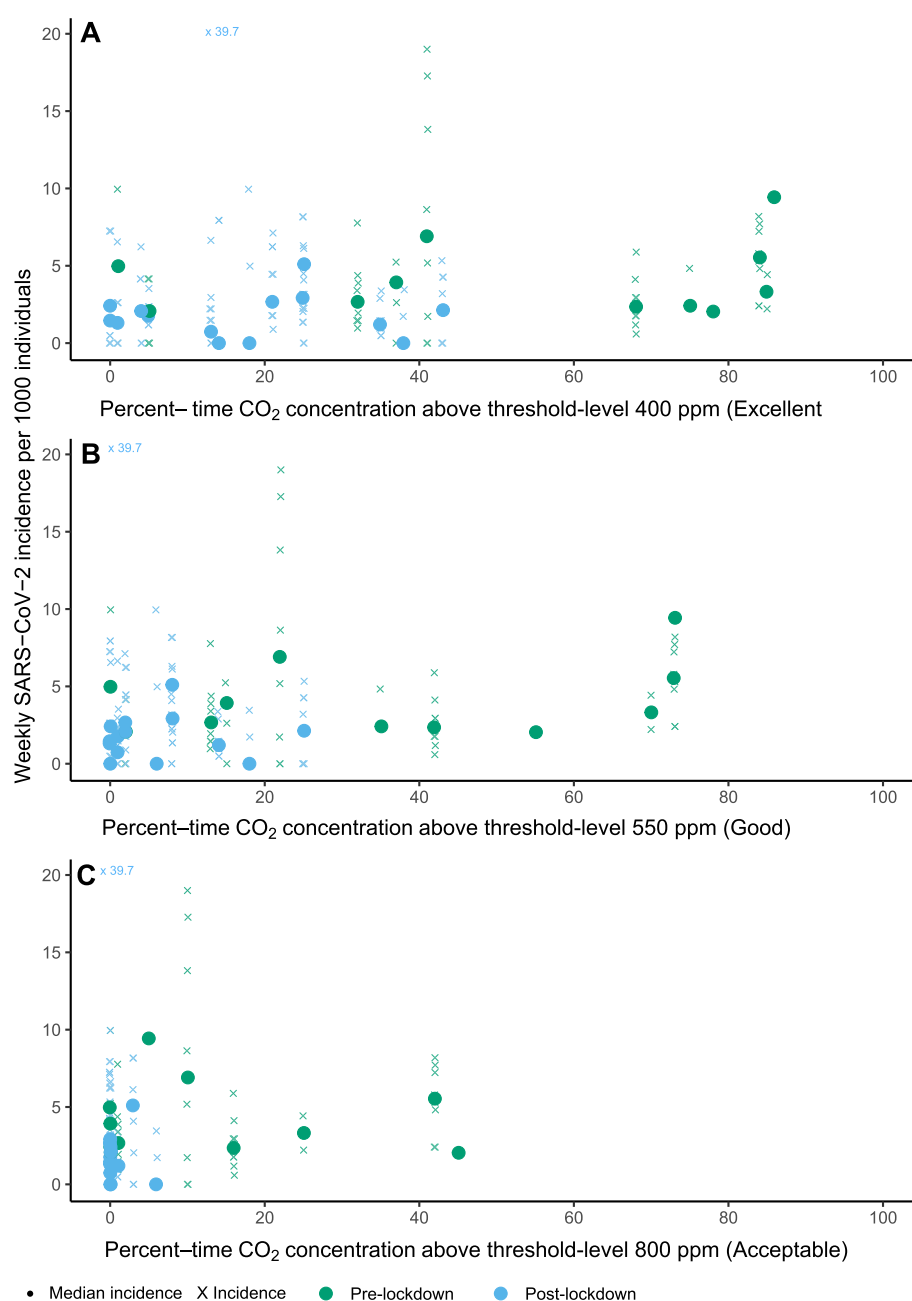 Weekly SARS−CoV−2 incidence per 1000 individuals
A
x 39.7
20
15
10
5
0
0 20 40 60 80 100
Percent– time CO2 concentration above threshold-level 400 ppm (Excellent
B
x 39.7
20
15
10
5
0
0 20 40 60 80 100
Percent–time CO2 concentration above threshold-level 550 ppm (Good)
C
x 39.7
20
15
10
5
0
0 20 40 60 80 100
Percent–time CO2 concentration above threshold-level 800 ppm (Acceptable)
Median incidence X Incidence Pre-lockdown Post-lockdown